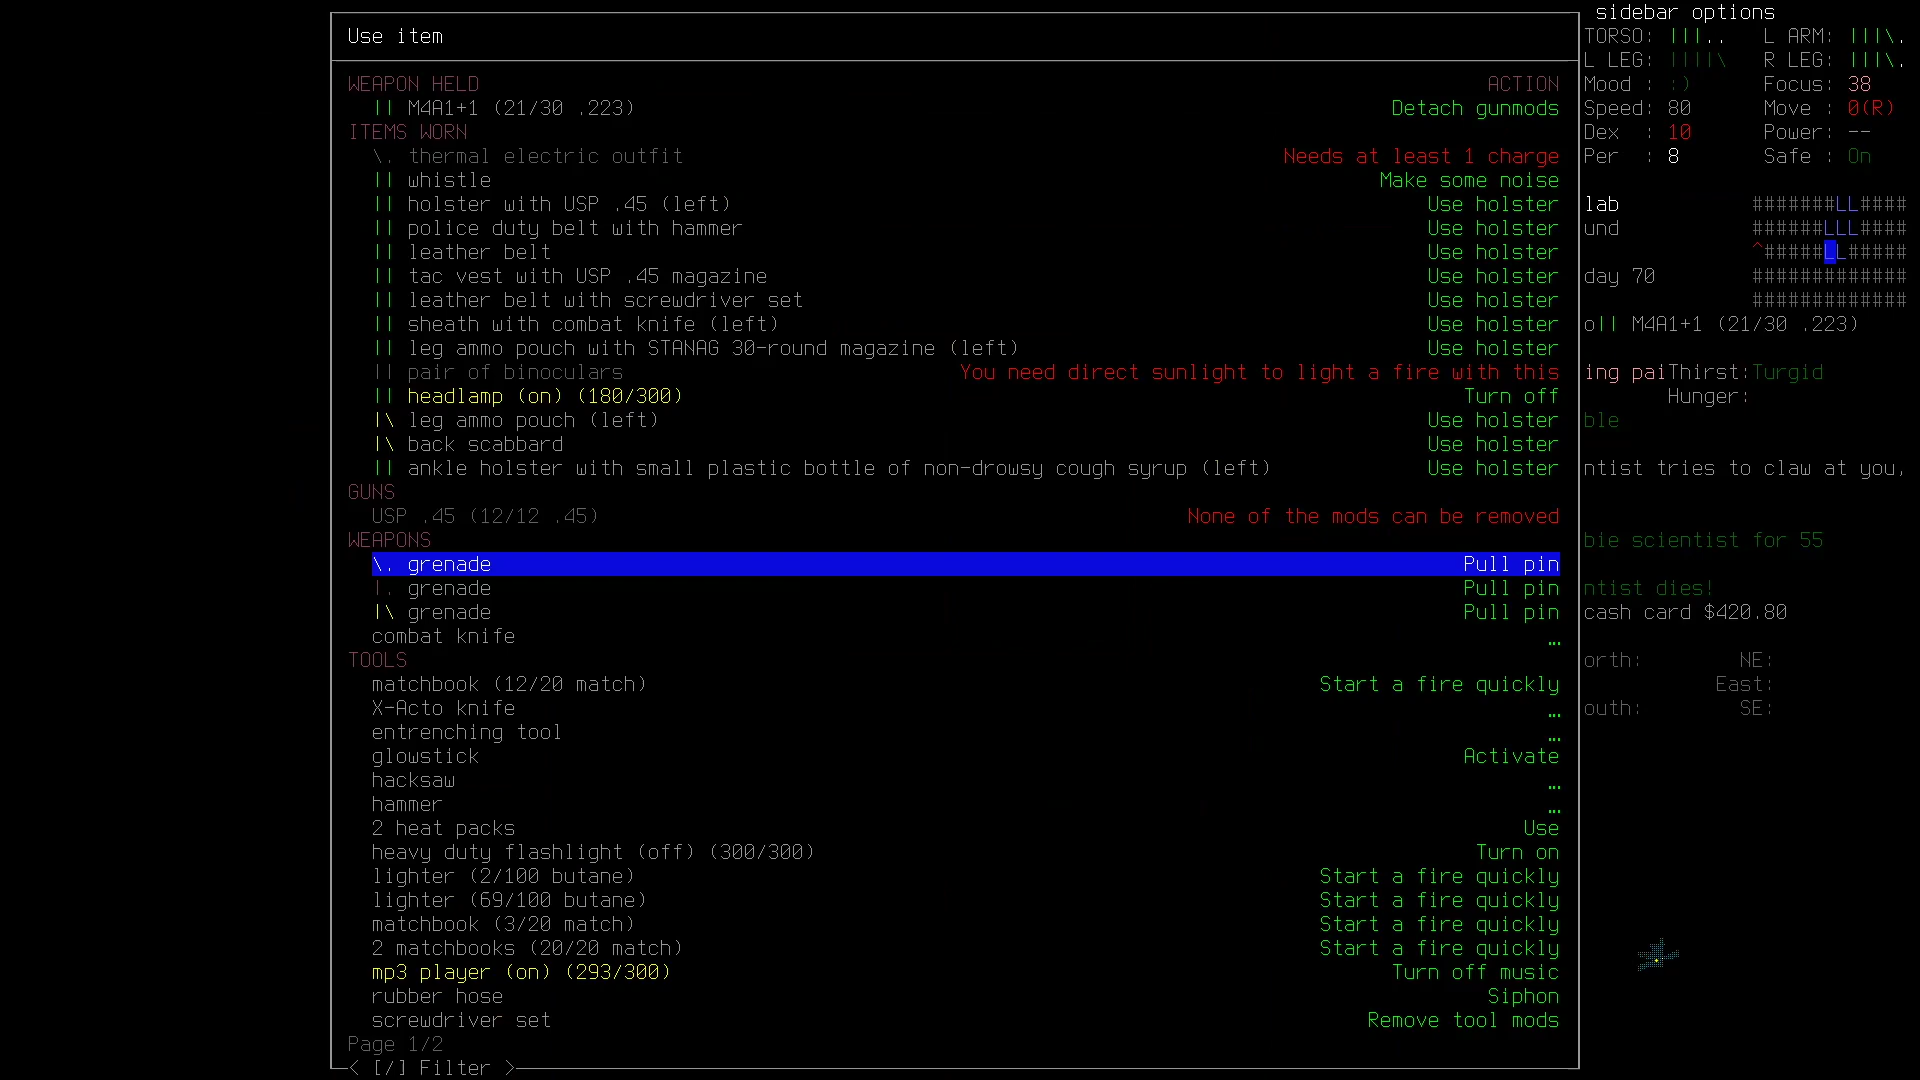 sidebar options
Use item
TORSO: |||.. L ARM: |||\.
L LEG: ||||\ R LEG: |||\.
WEAPON HELD ACTION Mood : :) Focus: 38
|| M4A1+1 (21/30 .223) Detach gunmods Speed: 80 Move : 0(R)
ITEMS WORN Dex : 10 Power: --
\. thermal electric outfit Needs at least 1 charge Per : 8 Safe : On
|| whistle Make some noise
|| holster with USP .45 (left) Use holster lab #######LL####
|| police duty belt with hammer Use holster und ######LLL####
|| leather belt Use holster ^#####LL#####
|| tac vest with USP .45 magazine Use holster day 70 #############
|| leather belt with screwdriver set Use holster #############
|| sheath with combat knife (left) Use holster o|| M4A1+1 (21/30 .223)
|| leg ammo pouch with STANAG 30-round magazine (left) Use holster
|| pair of binoculars You need direct sunlight to light a fire with this ing paiThirst:Turgid
|| headlamp (on) (180/300) Turn off Hunger:
|\ leg ammo pouch (left) Use holster ble
|\ back scabbard Use holster
|| ankle holster with small plastic bottle of non-drowsy cough syrup (left) Use holster ntist tries to claw at you,
GUNS
USP .45 (12/12 .45) None of the mods can be removed
WEAPONS bie scientist for 55
\. grenade Pull pin
|. grenade Pull pin ntist dies!
|\ grenade Pull pin cash card $420.80
combat knife …
TOOLS orth: NE:
matchbook (12/20 match) Start a fire quickly East:
X-Acto knife … outh: SE:
entrenching tool …
glowstick Activate
hacksaw …
hammer …
2 heat packs Use
heavy duty flashlight (off) (300/300) Turn on
lighter (2/100 butane) Start a fire quickly
lighter (69/100 butane) Start a fire quickly
matchbook (3/20 match) Start a fire quickly
2 matchbooks (20/20 match) Start a fire quickly
mp3 player (on) (293/300) Turn off music
rubber hose Siphon
screwdriver set Remove tool mods
Page 1/2
< [/] Filter >